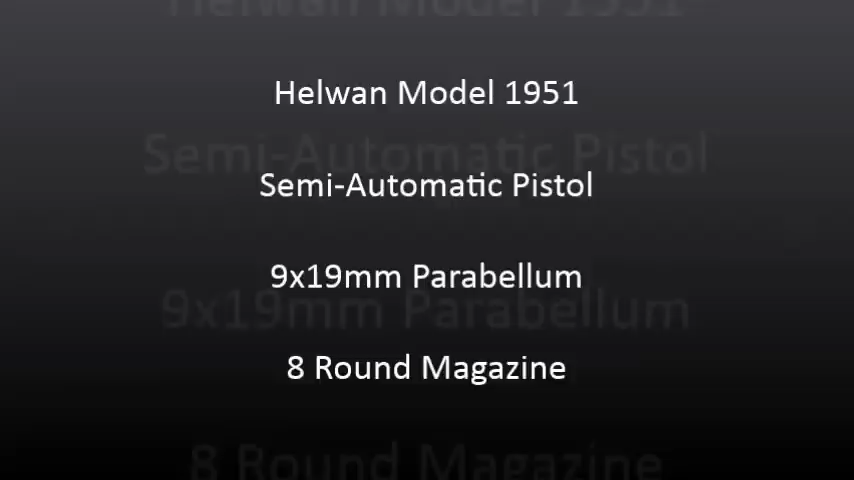 Helwan Model 1951
Semi-Automatic Pistol
9x19mm Parabellum
8 Round Magazine